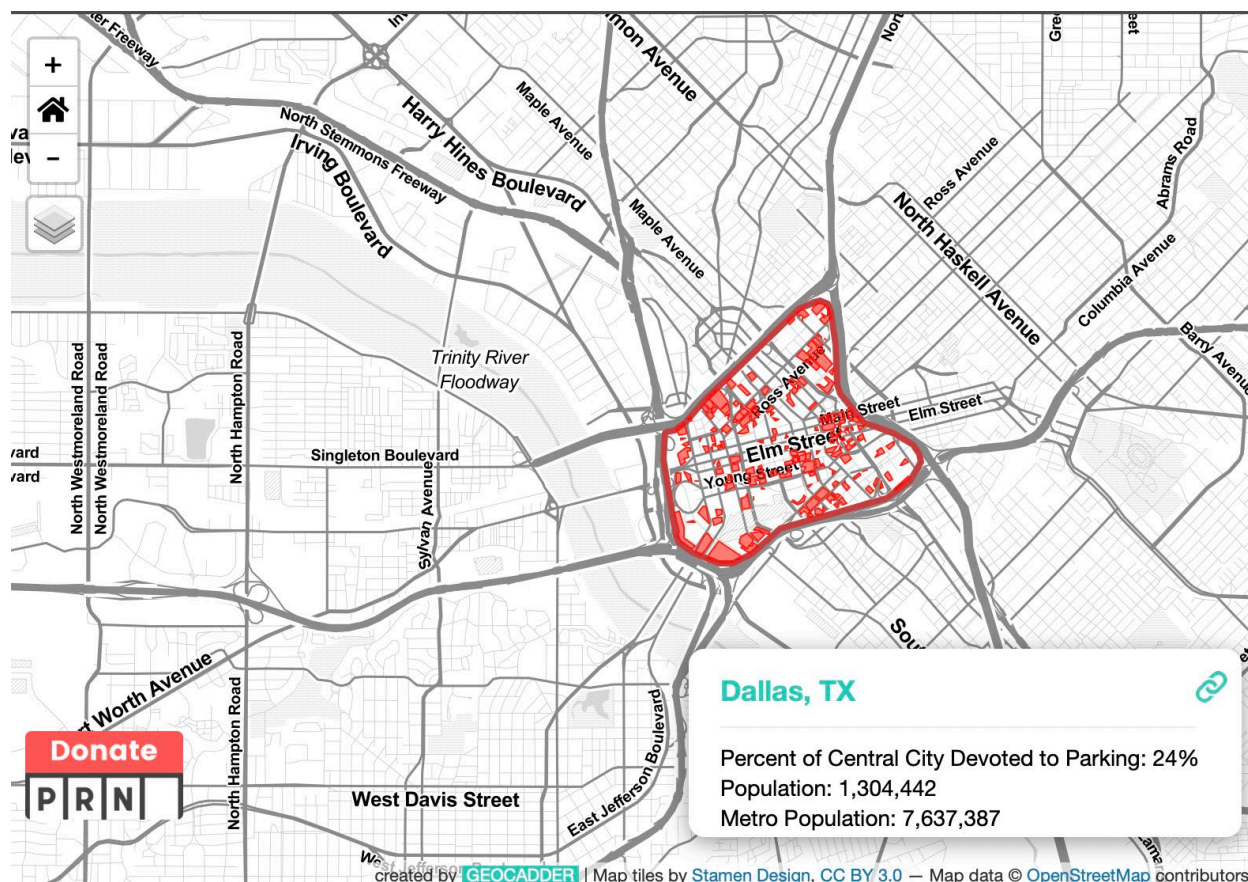 +
−
Maple Avenue
North Stemmons Freeway
Harry Hines Boulevard
Irving Boulevard
Maple Avenue
Ross Avenue
Abrams Road
North Haskell Avenue
Columbia Avenue
Barry Avenue
Trinity River
Floodway
North Westmoreland Road
North Westmoreland Road
North Hampton Road
Ross Avenue
Main Street
Elm Street
Elm Street
Young Street
Singleton Boulevard
Sylvan Avenue
vard
vard
rt Worth Avenue
North Hampton Road
East Jefferson Boulevard
West Davis Street
Donate
PRN
Dallas, TX
Percent of Central City Devoted to Parking: 24%
Population: 1,304,442
Metro Population: 7,637,387
created by GEOCADDER | Map tiles by Stamen Design, CC BY 3.0 — Map data © OpenStreetMap contributors